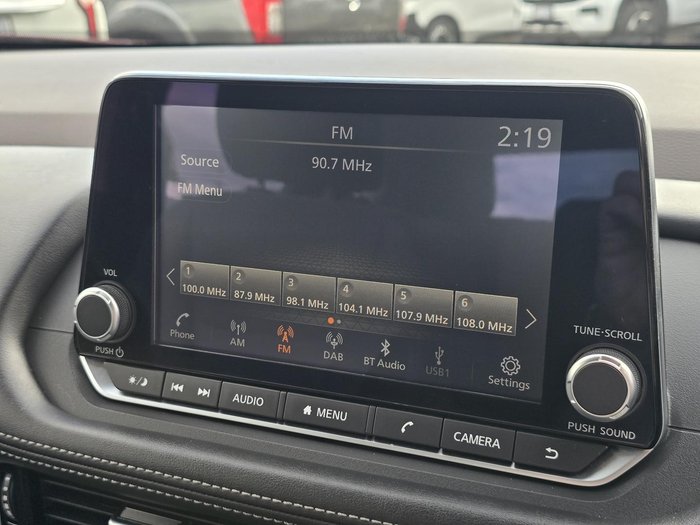 FM
2:19
Source
90.7 MHz
FM Menu
1
100.0 MHz
2
87.9 MHz
3
98.1 MHz
4
104.1 MHz
5
107.9 MHz
6
108.0 MHz
Phone
AM
FM
DAB
BT Audio
USB1
Settings
VOL
PUSH
TUNE·SCROLL
PUSH SOUND
AUDIO
MENU
CAMERA